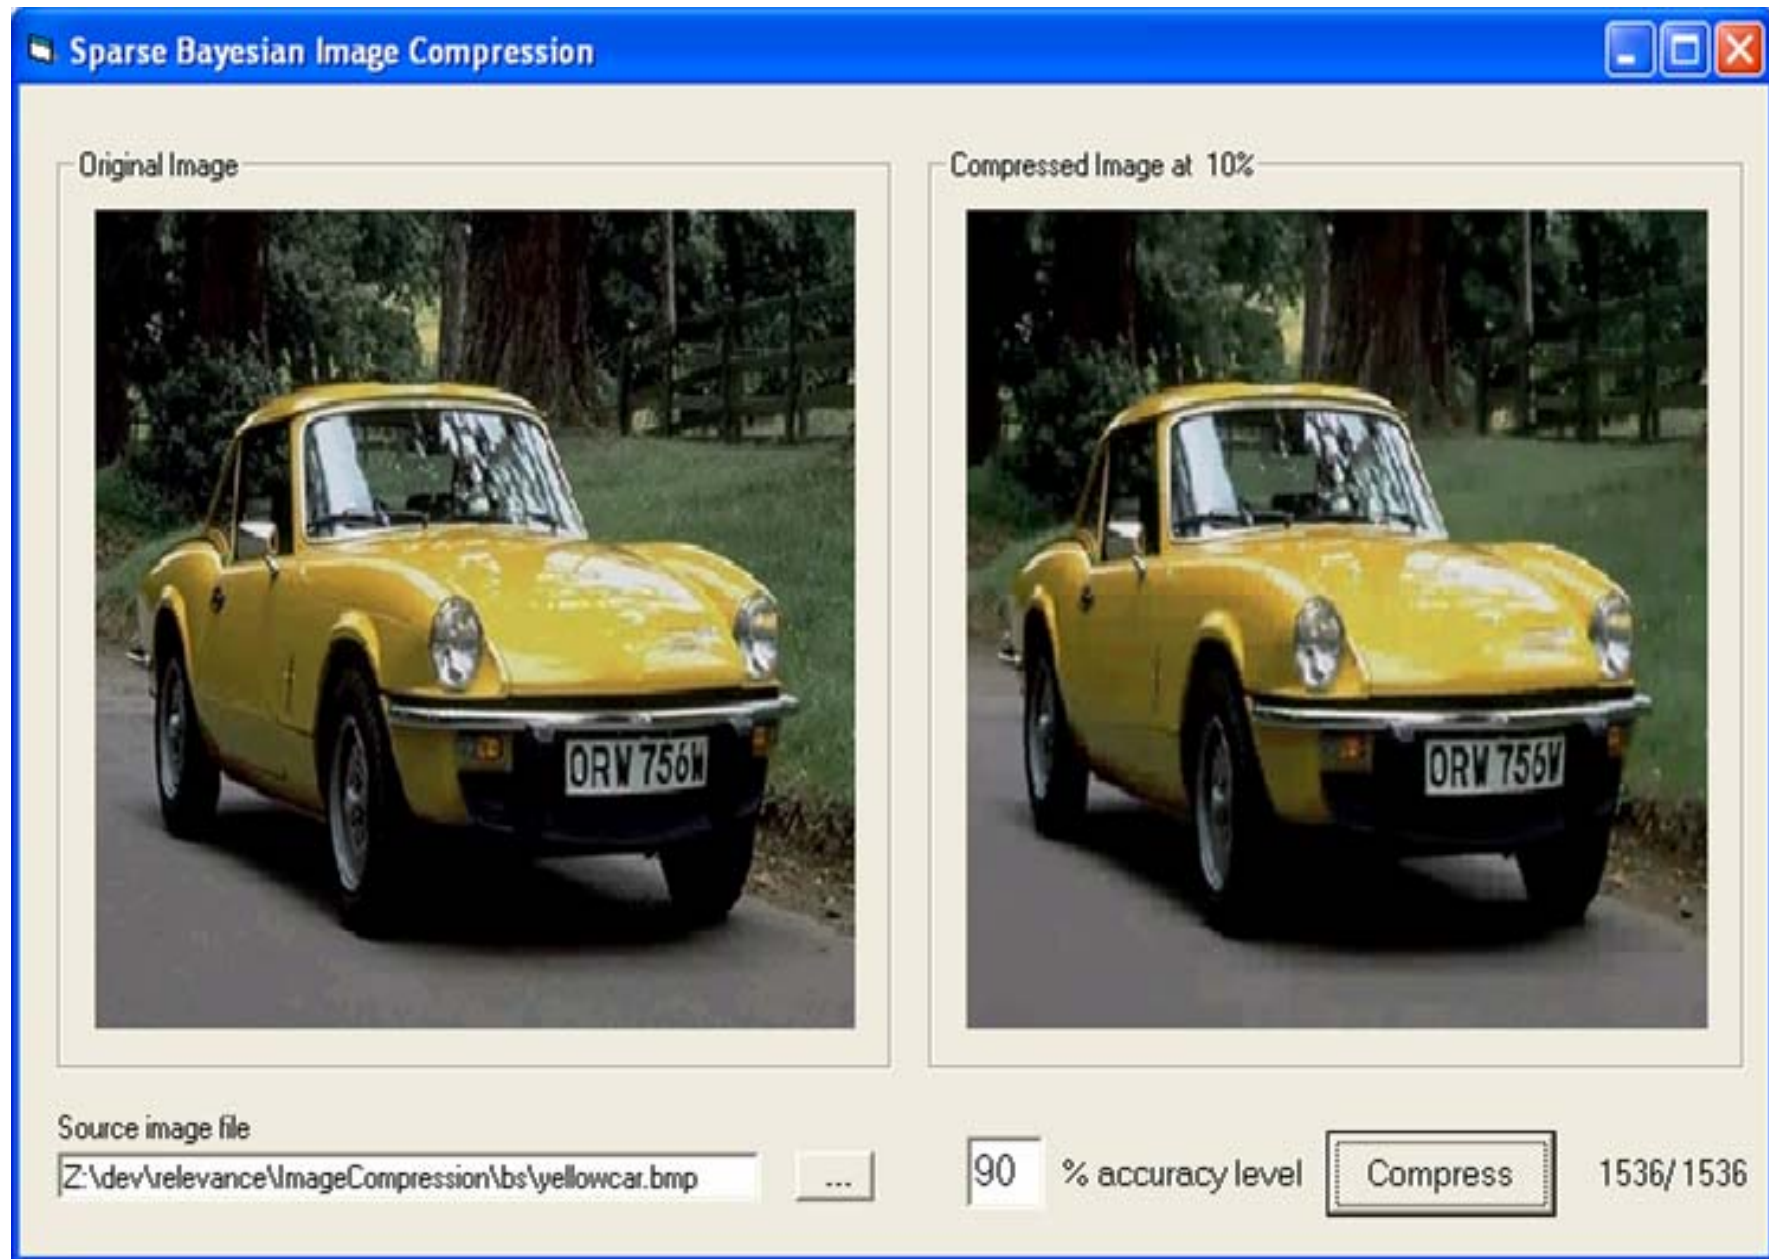 Sparse Bayesian Image Compression
Original Image
Compressed Image at 10%
ORW 756W
ORW 756W
Source image file
Z:\dev\relevance\ImageCompression\bs\yellowcar.bmp
...
90 % accuracy level
Compress
1536/1536